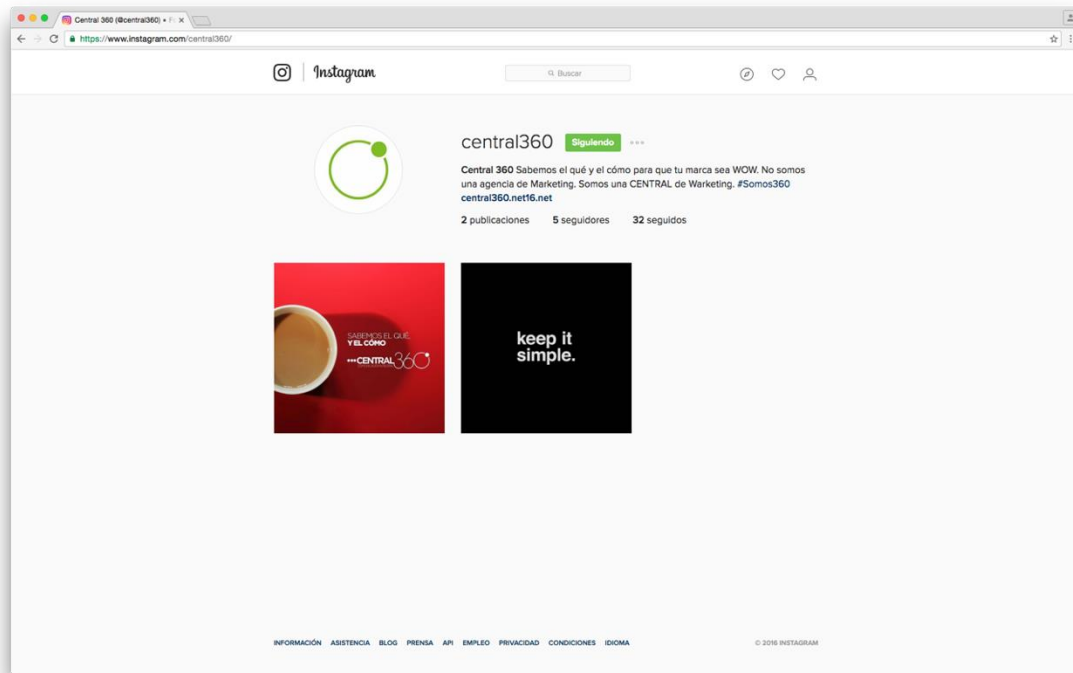 Central 360 (@central360) •
https://www.instagram.com/central360/
Instagram
Buscar
central360 Siguiendo
Central 360 Sabemos el qué y el cómo para que tu marca sea WOW. No somos
una agencia de Marketing. Somos una CENTRAL de Warketing. #Somos360
central360.net16.net
2 publicaciones 5 seguidores 32 seguidos
SABEMOS EL QUÉ
Y EL CÓMO
CENTRAL 360
keep it
simple.
INFORMACIÓN ASISTENCIA BLOG PRENSA API EMPLEO PRIVACIDAD CONDICIONES IDIOMA © 2016 INSTAGRAM